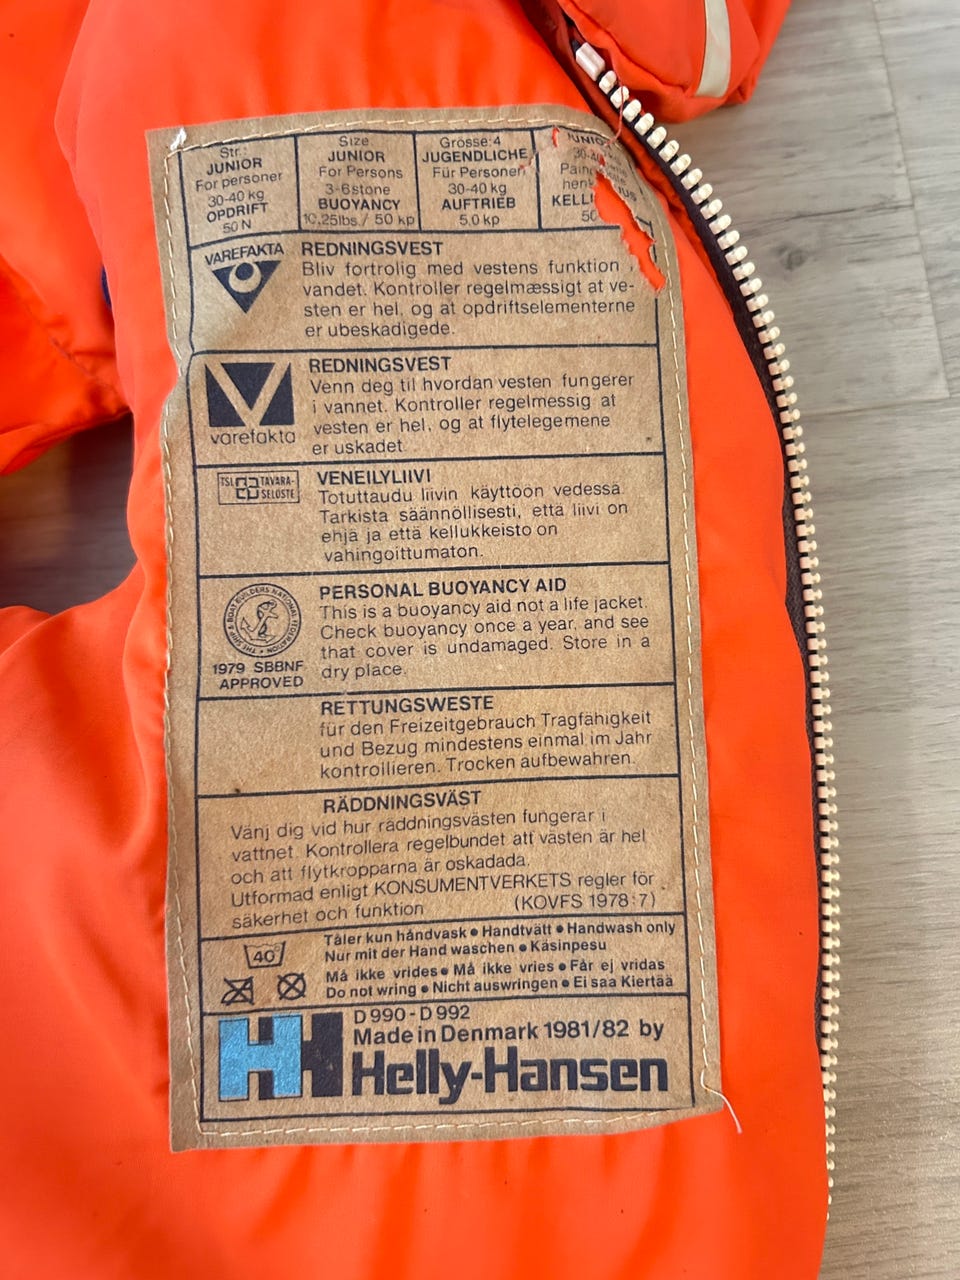 Str.:
JUNIOR
For personer
30-40 kg
OPDRIFT
50 N
Size:
JUNIOR
For Persons
3-6 stone
BUOYANCY
10.25lbs./ 50 kp
Grösse:4
JUGENDLICHE
Für Personen
30-40 kg
AUFTRIEB
5.0 kp
VAREFAKTA
REDNINGSVEST
Bliv fortrolig med vestens funktion i
vandet. Kontroller regelmæssigt at ve-
sten er hel, og at opdriftselementerne
er ubeskadigede.
varefakta
REDNINGSVEST
Venn deg til hvordan vesten fungerer
i vannet. Kontroller regelmessig at
vesten er hel, og at flytelegemene
er uskadet.
TSL TAVARA-
SELOSTE
VENEILYLIIVI
Totuttaudu liivin käyttöön vedessä.
Tarkista säännöllisesti, että liivi on
ehjä ja että kellukkeisto on
vahingoittumaton.
THE SHIP & BOAT BUILDERS NATIONAL FEDERATION
1979 SBBNF
APPROVED
PERSONAL BUOYANCY AID
This is a buoyancy aid not a life jacket.
Check buoyancy once a year, and see
that cover is undamaged. Store in a
dry place.
RETTUNGSWESTE
für den Freizeitgebrauch Tragfähigkeit
und Bezug mindestens einmal im Jahr
kontrollieren. Trocken aufbewahren.
RÄDDNINGSVÄST
Vänj dig vid hur räddningsvästen fungerar i
vattnet. Kontrollera regelbundet att västen är hel
och att flytkropparna är oskadada.
Utformad enligt KONSUMENTVERKETS regler för
säkerhet och funktion (KOVFS 1978:7)
40°
Tåler kun håndvask • Handtvätt • Handwash only
Nur mit der Hand waschen • Käsinpesu
Må ikke vrides • Må ikke vries • Får ej vridas
Do not wring • Nicht auswringen • Ei saa Kiertää
D 990 - D 992
Made in Denmark 1981/82 by
HH Helly-Hansen